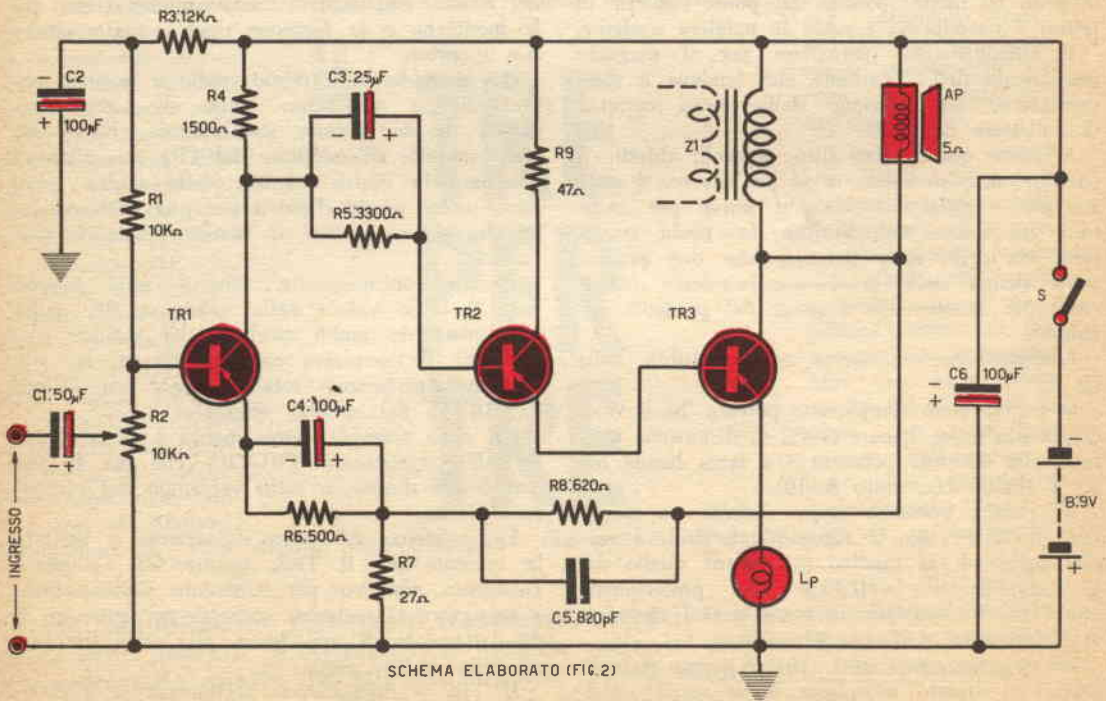 R3:12KΩ
C2
100µF
R4
1500Ω
C3:25µF
R5:3300Ω
R9
47Ω
Z1
AP
5Ω
R1
10KΩ
TR1
TR2
TR3
S
C1:50µF
R2
10KΩ
C4:100µF
C6
100µF
INGRESSO
R6:500Ω
R8:620Ω
R7
27Ω
C5:820pF
LP
B:9V
SCHEMA ELABORATO (FIG.2)